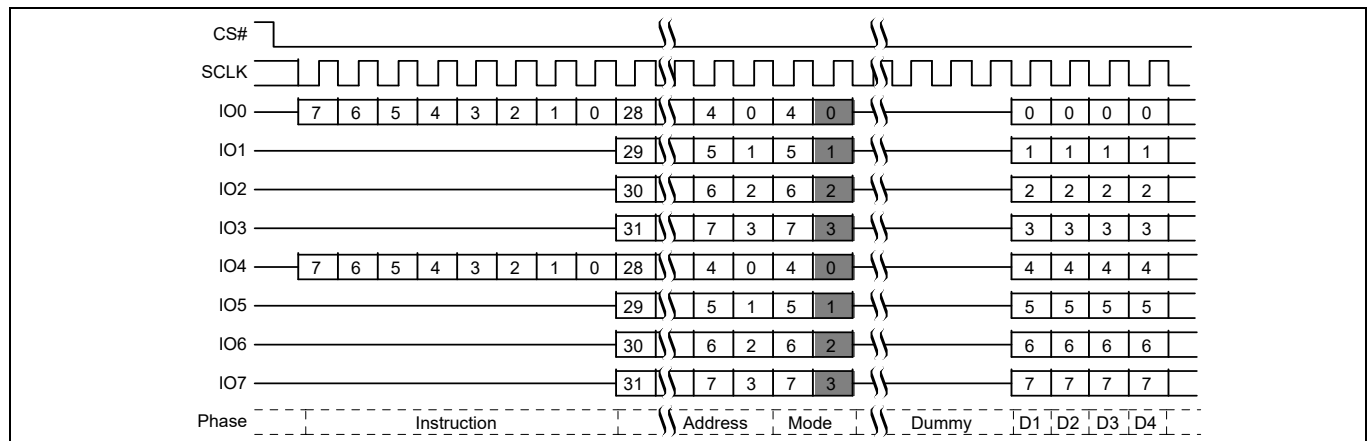 CS#
SCLK
IO0 7 6 5 4 3 2 1 0 28 4 0 4 0 0 0 0 0
IO1 29 5 1 5 1 1 1 1 1
IO2 30 6 2 6 2 2 2 2 2
IO3 31 7 3 7 3 3 3 3 3
IO4 7 6 5 4 3 2 1 0 28 4 0 4 0 4 4 4 4
IO5 29 5 1 5 1 5 5 5 5
IO6 30 6 2 6 2 6 6 6 6
IO7 31 7 3 7 3 7 7 7 7
Phase Instruction Address Mode Dummy D1 D2 D3 D4